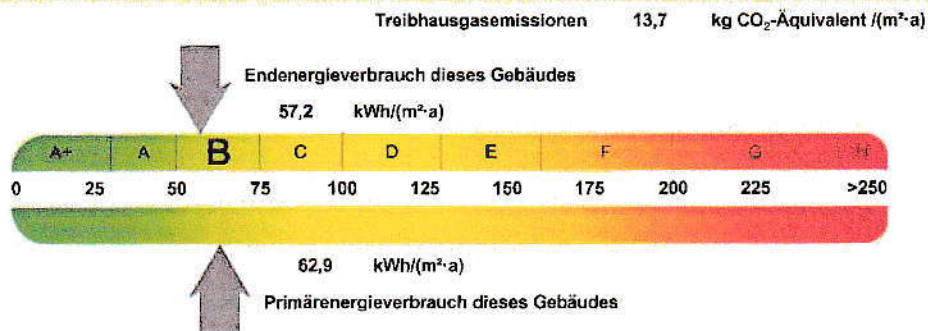 Treibhausgasemissionen 13,7 kg CO₂-Äquivalent /(m²·a)
Endenergieverbrauch dieses Gebäudes
57,2 kWh/(m²·a)
A+ A B C D E F G H
0 25 50 75 100 125 150 175 200 225 >250
62,9 kWh/(m²·a)
Primärenergieverbrauch dieses Gebäudes